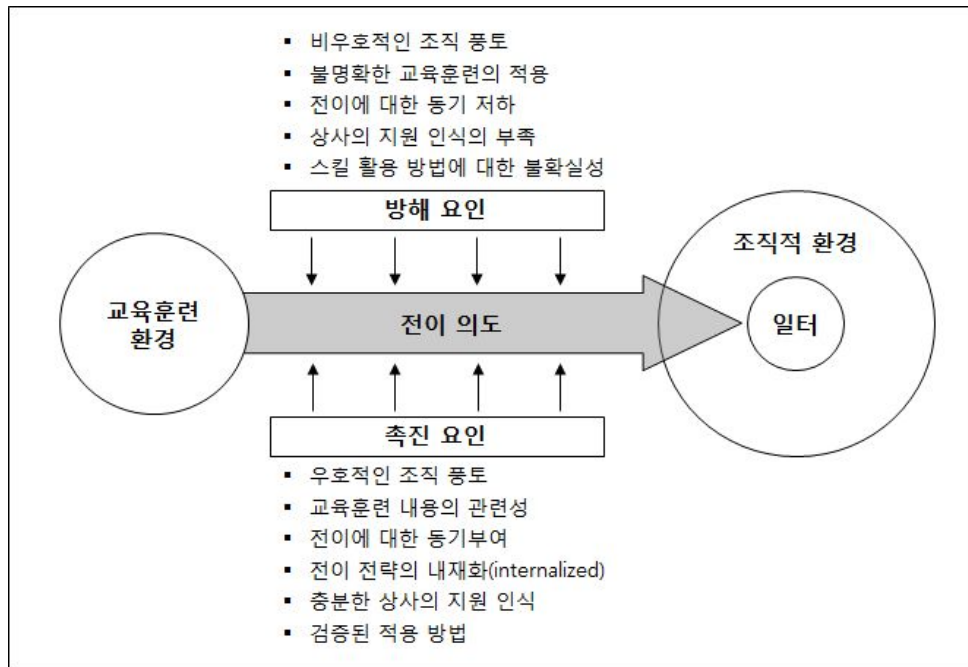 ▪ 비우호적인 조직 풍토
▪ 불명확한 교육훈련의 적용
▪ 전이에 대한 동기 저하
▪ 상사의 지원 인식의 부족
▪ 스킬 활용 방법에 대한 불확실성
방해 요인
교육훈련
환경
전이 의도
조직적 환경
일터
촉진 요인
▪ 우호적인 조직 풍토
▪ 교육훈련 내용의 관련성
▪ 전이에 대한 동기부여
▪ 전이 전략의 내재화(internalized)
▪ 충분한 상사의 지원 인식
▪ 검증된 적용 방법